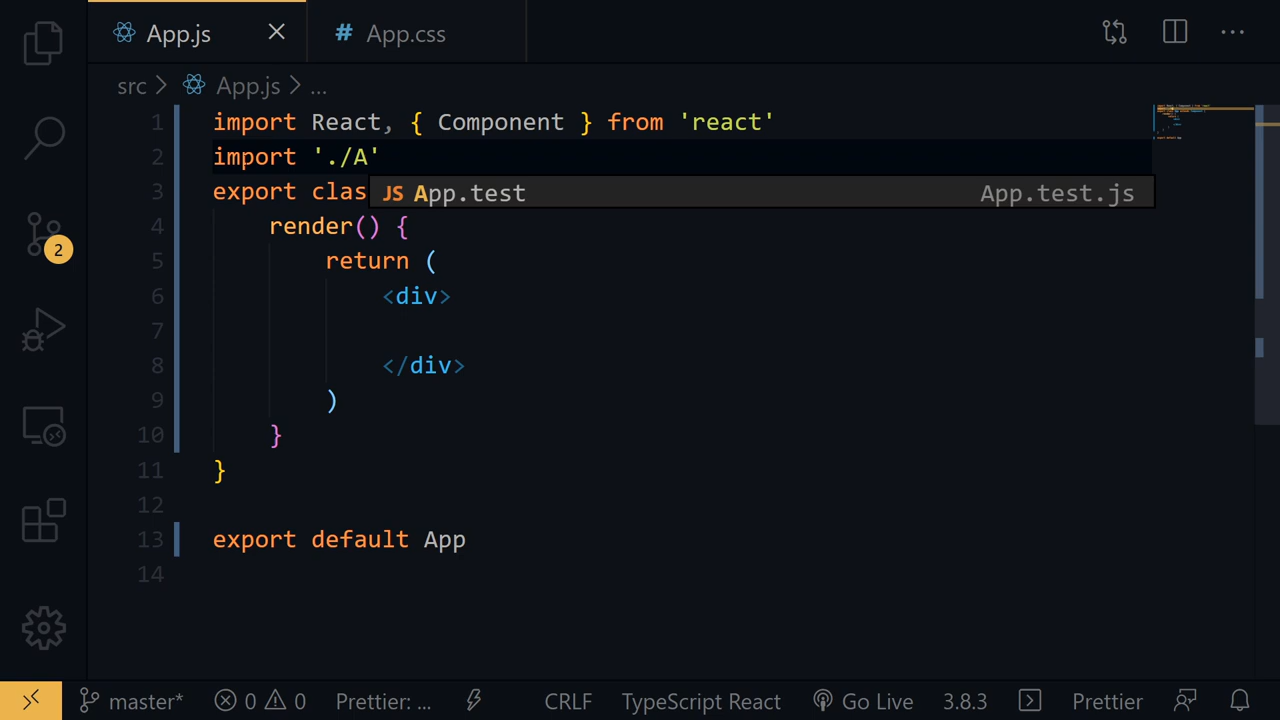 App.js
# App.css
src > App.js > ...
1 import React, { Component } from 'react'
2 import './A'
3 export clas
JS App.test App.test.js
4 render() {
5 return (
6 <div>
7
8 </div>
9 )
10 }
11 }
12
13 export default App
14
2
master* 0 0 Prettier: ... CRLF TypeScript React Go Live 3.8.3 Prettier